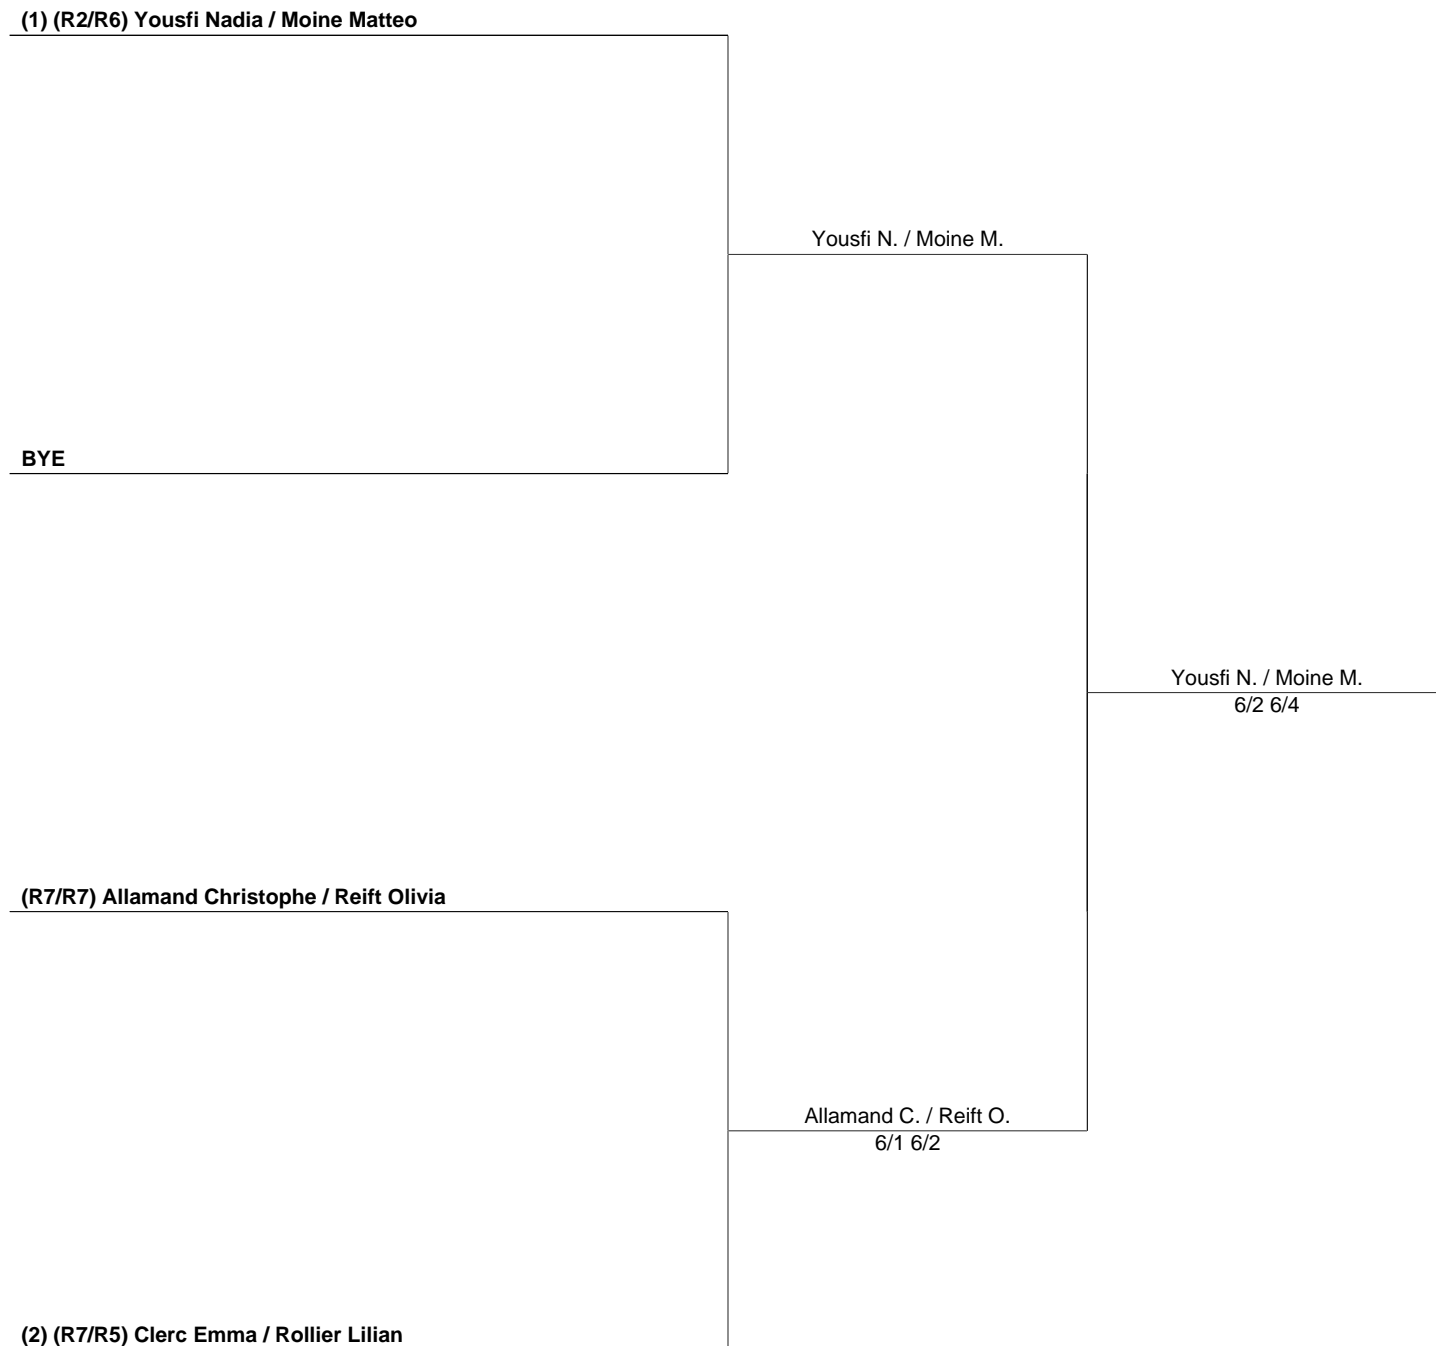 (1) (R2/R6) Yousfi Nadia / Moine Matteo
Yousfi N. / Moine M.
BYE
Yousfi N. / Moine M.
6/2 6/4
(R7/R7) Allamand Christophe / Reift Olivia
Allamand C. / Reift O.
6/1 6/2
(2) (R7/R5) Clerc Emma / Rollier Lilian